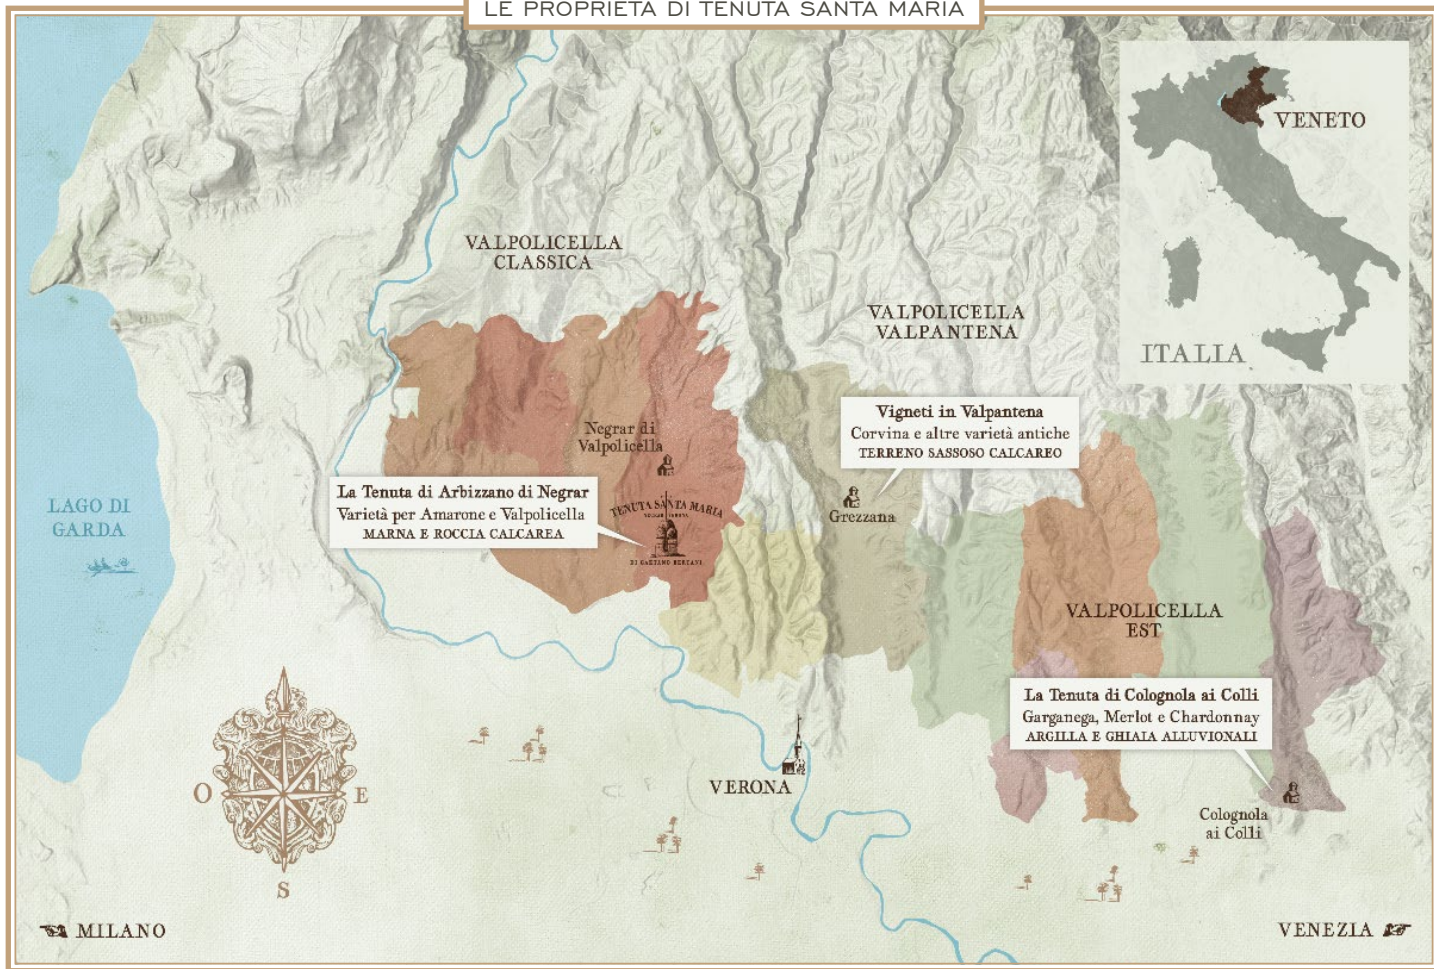 LE PROPRIETÀ DI TENUTA SANTA MARIA
VENETO
ITALIA
VALPOLICELLA
CLASSICA
VALPOLICELLA
VALPANTENA
Vigneti in Valpantena
Corvina e altre varietà antiche
TERRENO SASSOSO CALCAREO
Negrar di
Valpolicella
La Tenuta di Arbizzano di Negrar
Varietà per Amarone e Valpolicella
MARNA E ROCCIA CALCAREA
TENUTA SANTA MARIA
DI GAETANO BERTANI
Grezzana
LAGO DI
GARDA
VALPOLICELLA
EST
La Tenuta di Colognola ai Colli
Garganega, Merlot e Chardonnay
ARGILLA E GHIAIA ALLUVIONALI
VERONA
O
E
S
Colognola
ai Colli
MILANO
VENEZIA